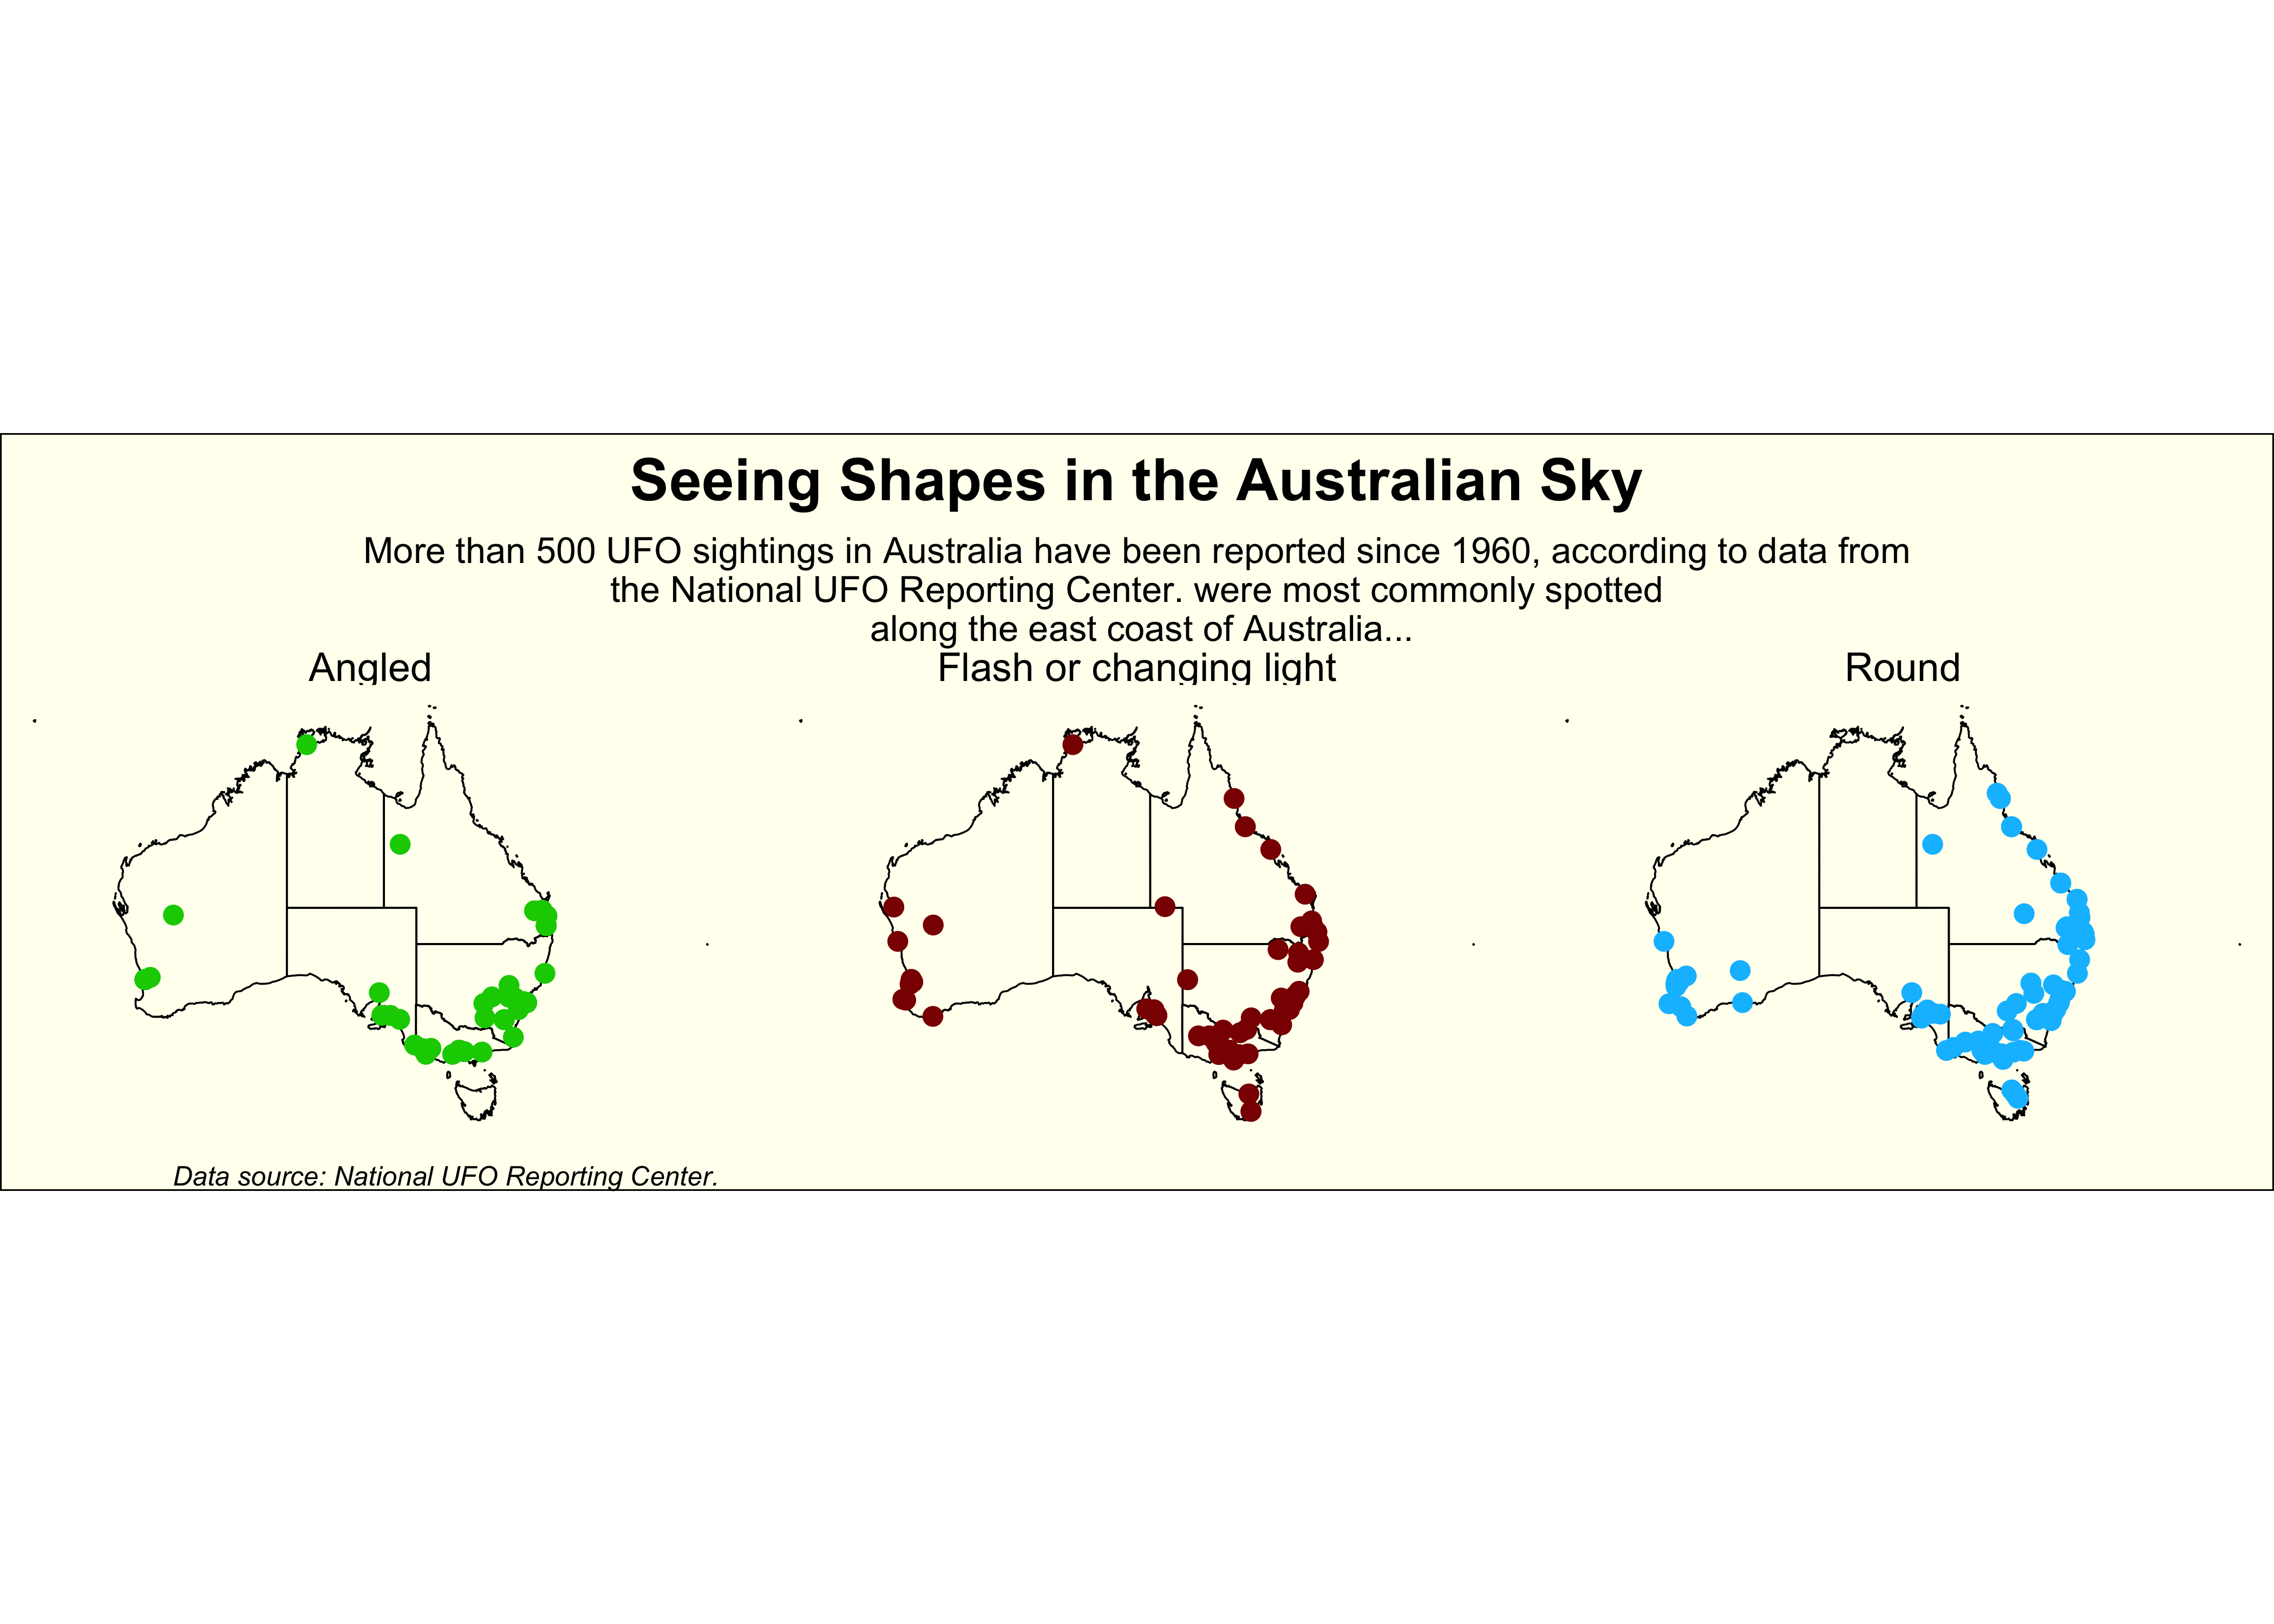 Seeing Shapes in the Australian Sky
More than 500 UFO sightings in Australia have been reported since 1960, according to data from
the National UFO Reporting Center. were most commonly spotted
along the east coast of Australia...
Angled
Flash or changing light
Round
Data source: National UFO Reporting Center.